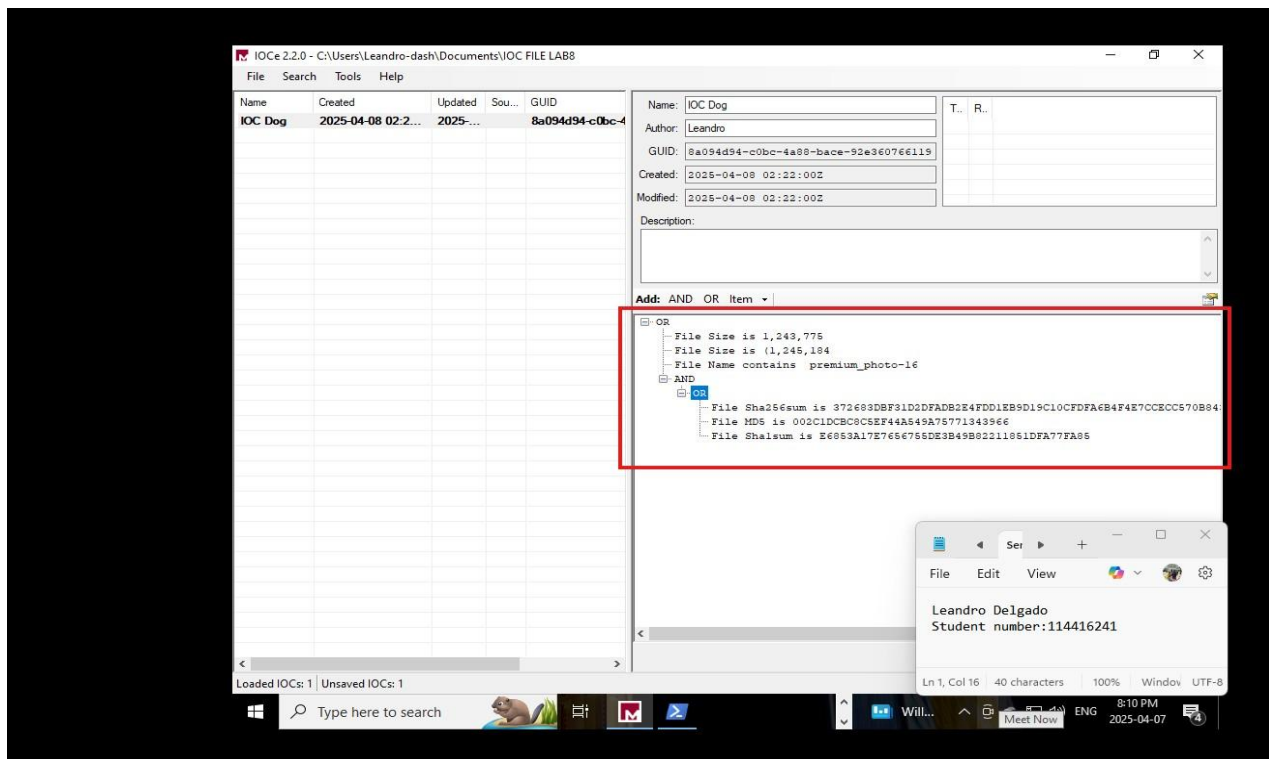 IOCe 2.2.0 - C:\Users\Leandro-dash\Documents\IOC FILE LAB8
File Search Tools Help
Name Created Updated Sou... GUID
IOC Dog 2025-04-08 02:2... 2025-... 8a094d94-c0bc-4
Name: IOC Dog
T.. R..
Author: Leandro
GUID: 8a094d94-c0bc-4a88-bace-92e360766119
Created: 2025-04-08 02:22:00Z
Modified: 2025-04-08 02:22:00Z
Description:
Add: AND OR Item
OR
File Size is 1,243,775
File Size is (1,245,184
File Name contains premium_photo-16
AND
OR
File Sha256sum is 372683DBF31D2DFADB2E4FDD1EB9D19C10CFDFA6B4F4E7CCECC570B84
File MD5 is 002C1DCBC8C5EF44A549A75771343966
File Sha1sum is E6853A17E7656755DE3B49B82211851DFA77FA85
Ser
File Edit View
Leandro Delgado
Student number:114416241
Ln 1, Col 16 40 characters 100% Window UTF-8
Loaded IOCs: 1 Unsaved IOCs: 1
Type here to search
Will...
ENG
8:10 PM
2025-04-07
4
Meet Now